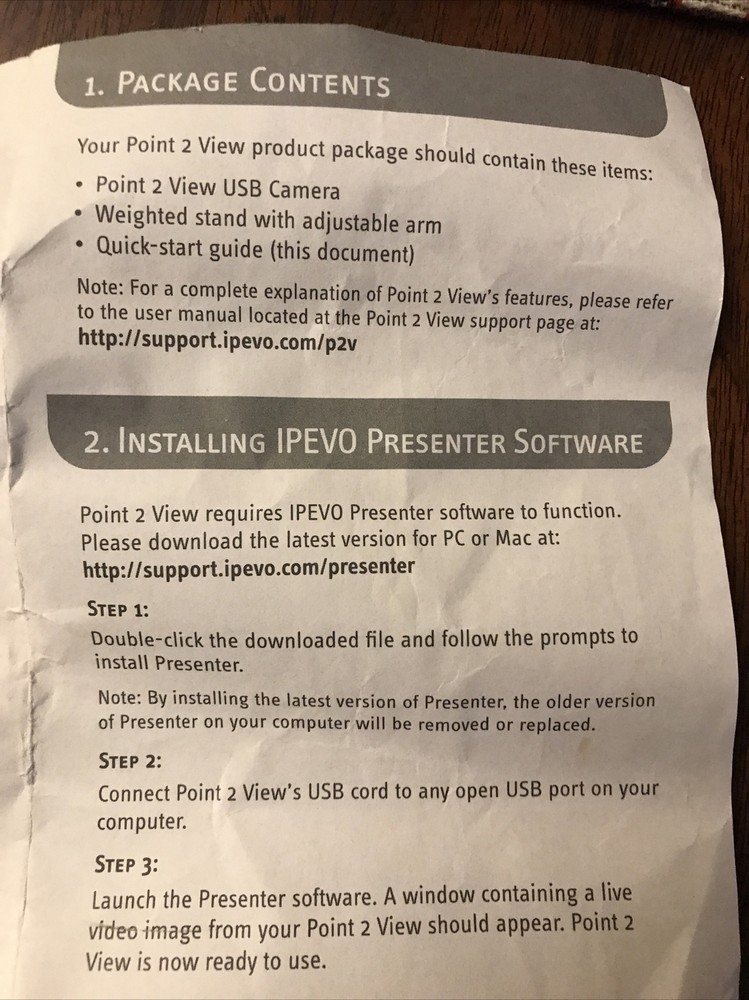 1. PACKAGE CONTENTS
Your Point 2 View product package should contain these items:
• Point 2 View USB Camera
• Weighted stand with adjustable arm
• Quick-start guide (this document)
Note: For a complete explanation of Point 2 View's features, please refer
to the user manual located at the Point 2 View support page at:
http://support.ipevo.com/p2v
2. INSTALLING IPEVO PRESENTER SOFTWARE
Point 2 View requires IPEVO Presenter software to function.
Please download the latest version for PC or Mac at:
http://support.ipevo.com/presenter
STEP 1:
Double-click the downloaded file and follow the prompts to
install Presenter.
Note: By installing the latest version of Presenter, the older version
of Presenter on your computer will be removed or replaced.
STEP 2:
Connect Point 2 View's USB cord to any open USB port on your
computer.
STEP 3:
Launch the Presenter software. A window containing a live
video image from your Point 2 View should appear. Point 2
View is now ready to use.